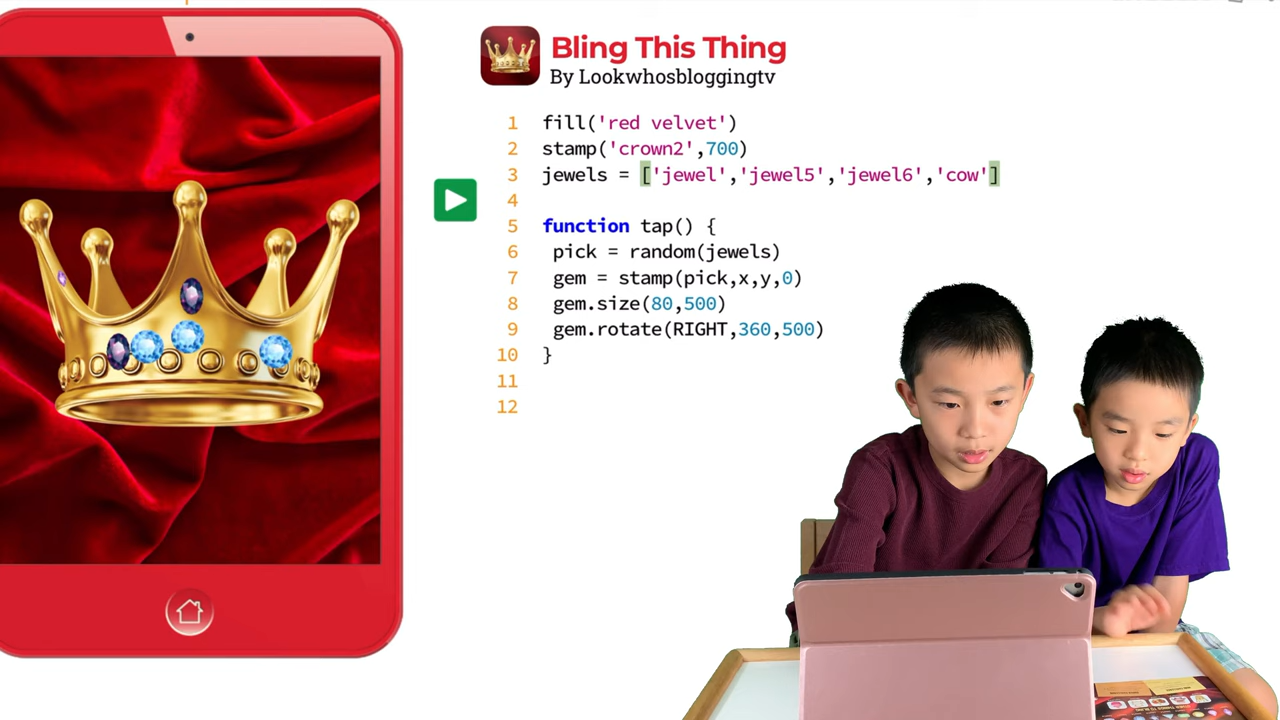 Bling This Thing
By Lookwhosbloggingtv
1 fill('red velvet')
2 stamp('crown2',700)
3 jewels = ['jewel','jewel5','jewel6','cow']
4
5 function tap() {
6 pick = random(jewels)
7 gem = stamp(pick,x,y,0)
8 gem.size(80,500)
9 gem.rotate(RIGHT,360,500)
10 }
11
12